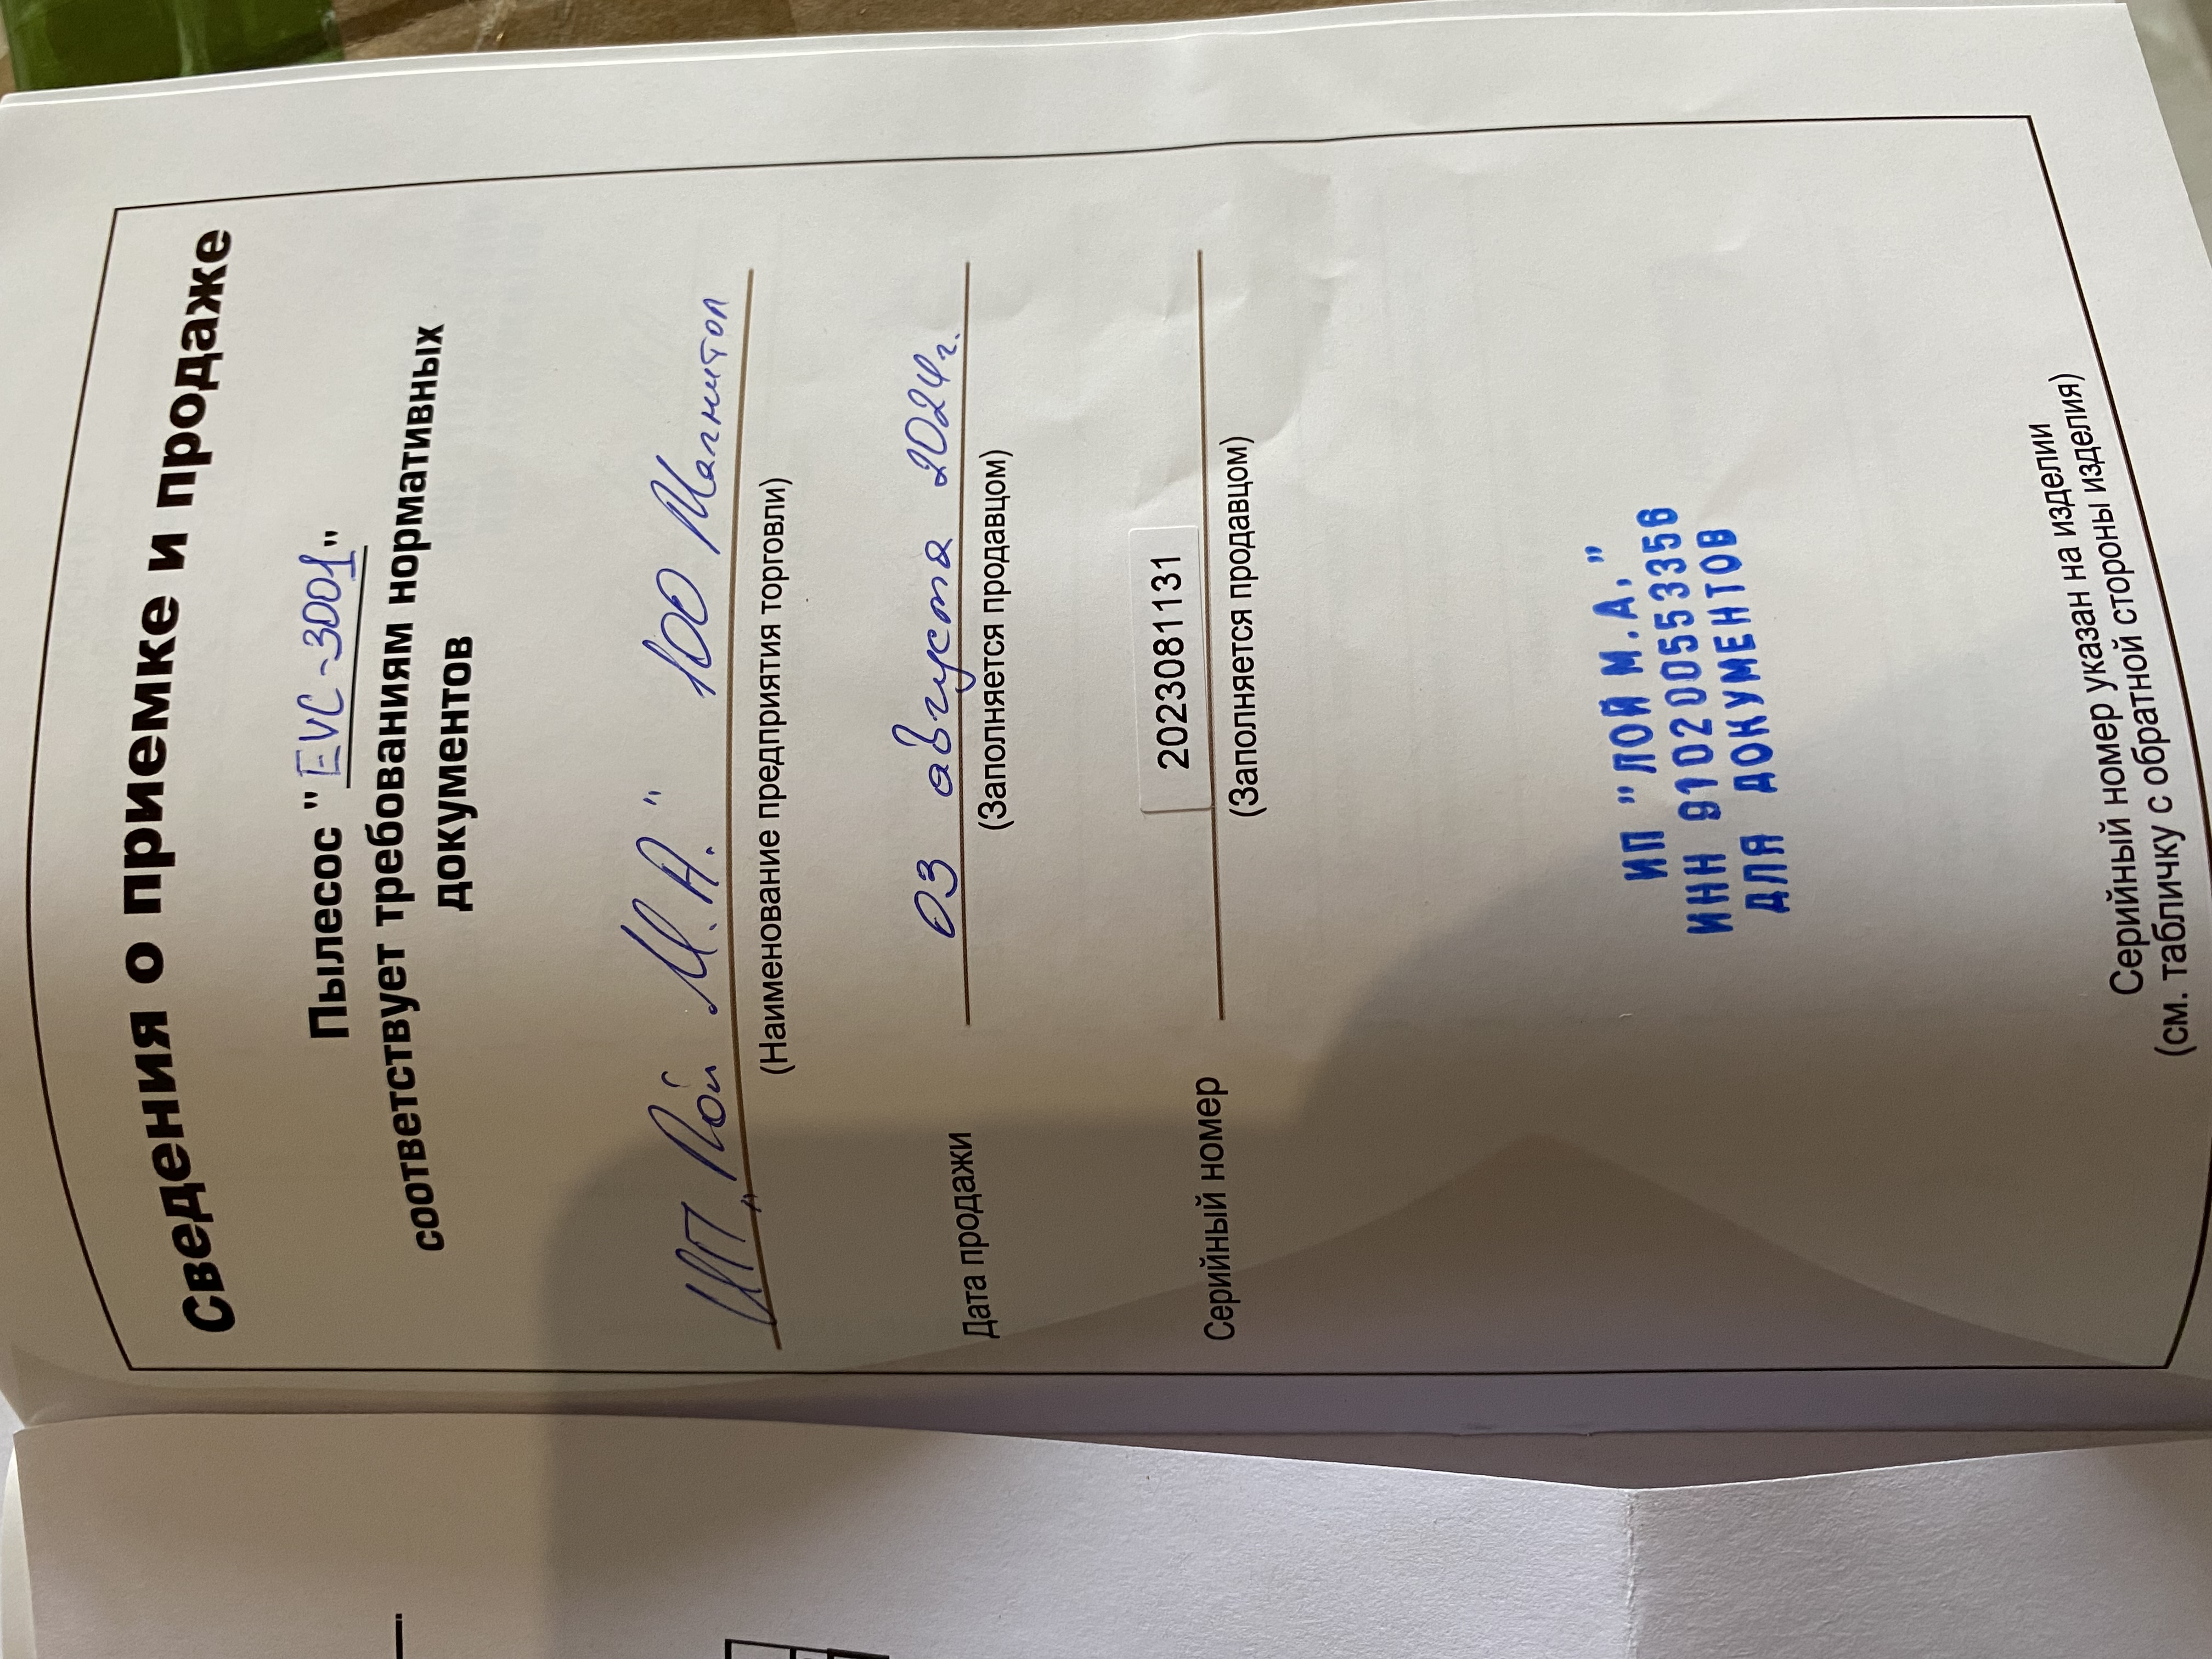 Сведения о приемке и продаже
Пылесос "EVC-3001"
соответствует требованиям нормативных
документов
ИП „Лой М.А." 100 Магнитол
(Наименование предприятия торговли)
Дата продажи 03 августа 2024г.
(Заполняется продавцом)
Серийный номер 2023081131
(Заполняется продавцом)
ИП "ЛОЙ М.А."
ИНН 910200553356
ДЛЯ ДОКУМЕНТОВ
Серийный номер указан на изделии
(см. табличку с обратной стороны изделия)